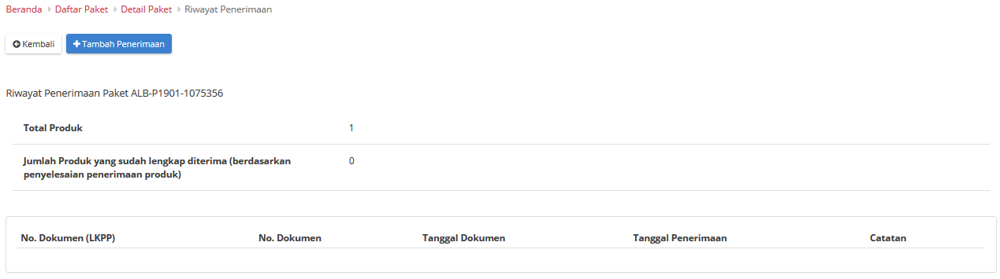 Beranda Daftar Paket Detail Paket Riwayat Penerimaan
Kembali Tambah Penerimaan
Riwayat Penerimaan Paket ALB-P1901-1075356
Total Produk 1
Jumlah Produk yang sudah lengkap diterima (berdasarkan 0
penyelesaian penerimaan produk)
No. Dokumen (LKPP) No. Dokumen Tanggal Dokumen Tanggal Penerimaan Catatan